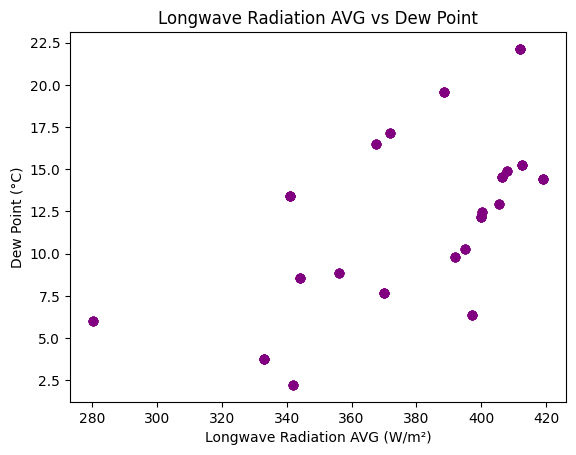 Longwave Radiation AVG vs Dew Point
22.5
20.0
17.5
15.0
12.5
10.0
7.5
5.0
2.5
Dew Point (°C)
280 300 320 340 360 380 400 420
Longwave Radiation AVG (W/m²)